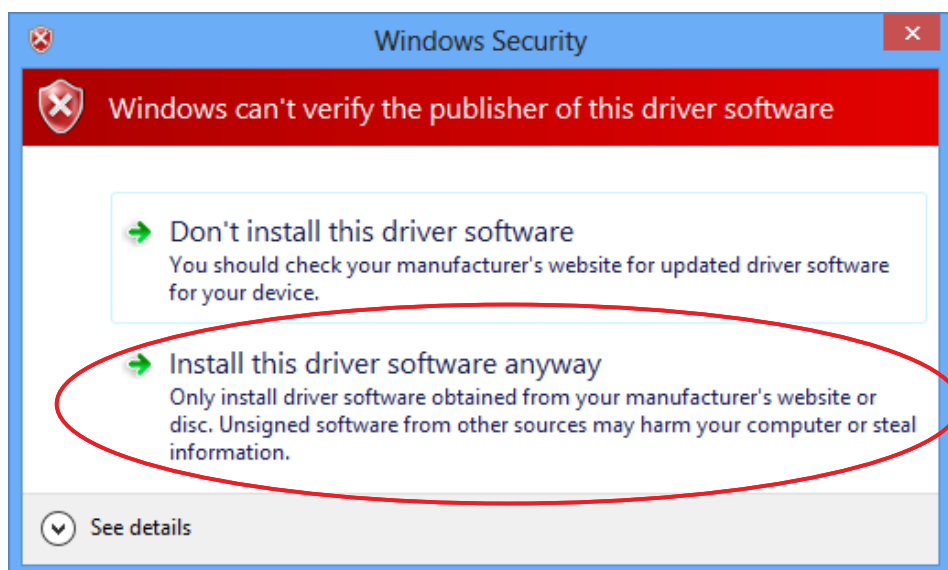 Windows Security
Windows can't verify the publisher of this driver software
Don't install this driver software
You should check your manufacturer's website for updated driver software
for your device.
Install this driver software anyway
Only install driver software obtained from your manufacturer's website or
disc. Unsigned software from other sources may harm your computer or steal
information.
See details